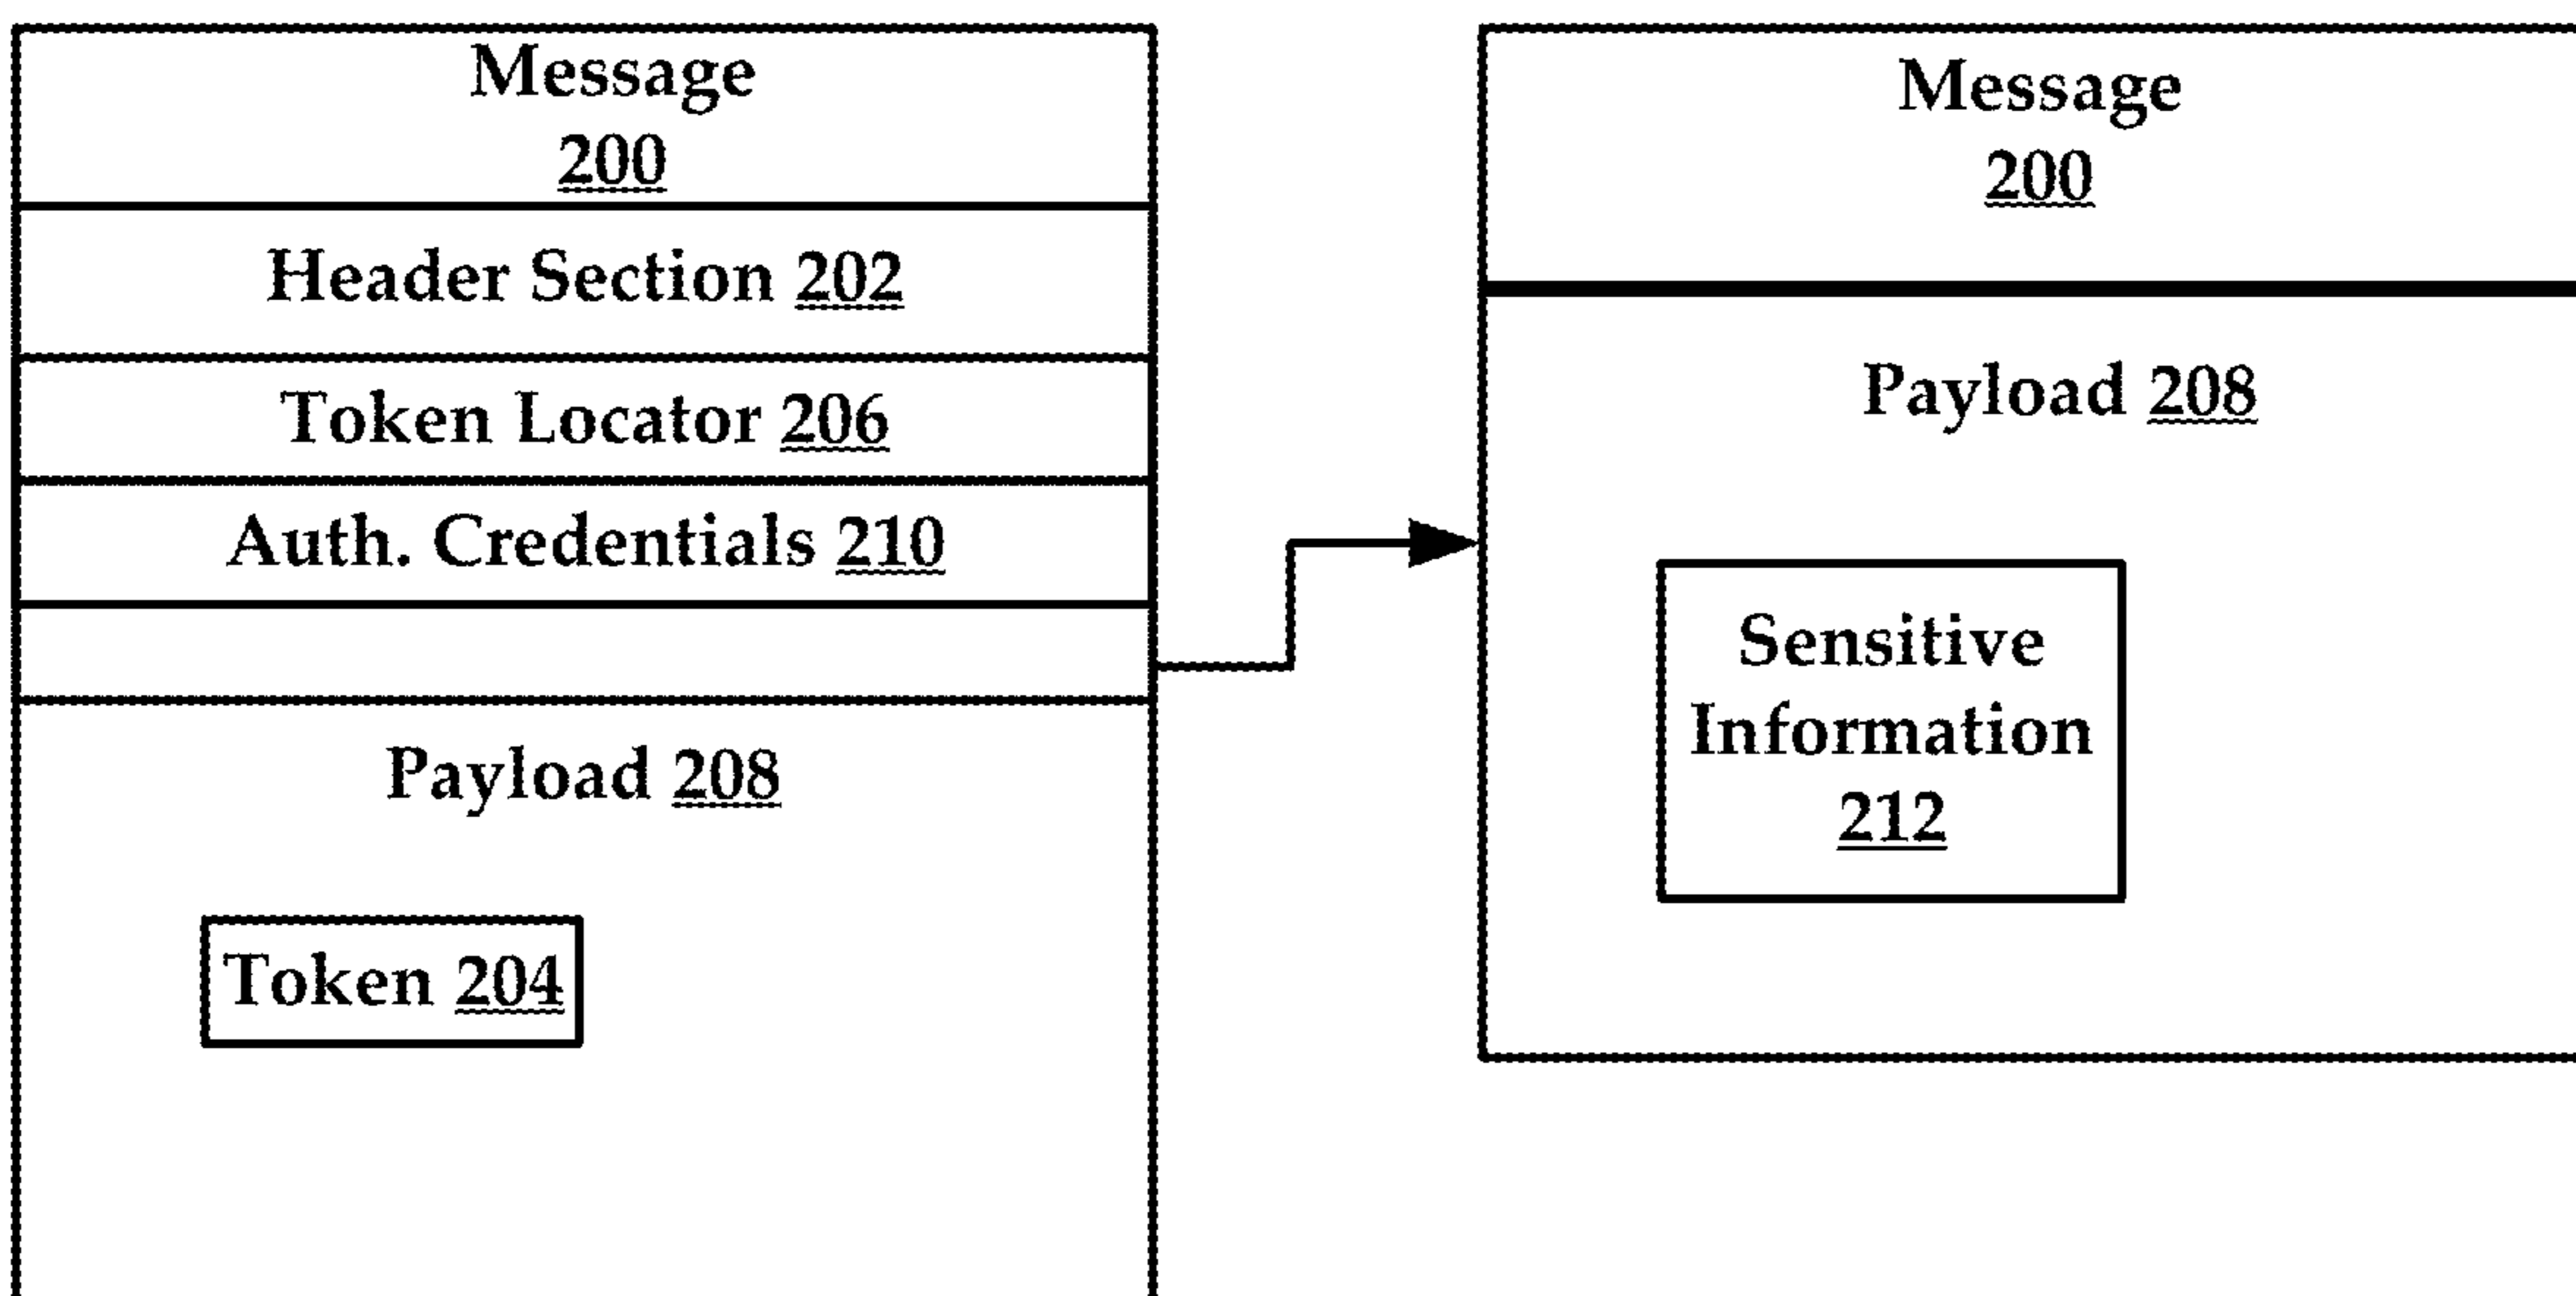 Message
200
Header Section 202
Token Locator 206
Auth. Credentials 210
Payload 208
Token 204
Message
200
Payload 208
Sensitive
Information
212